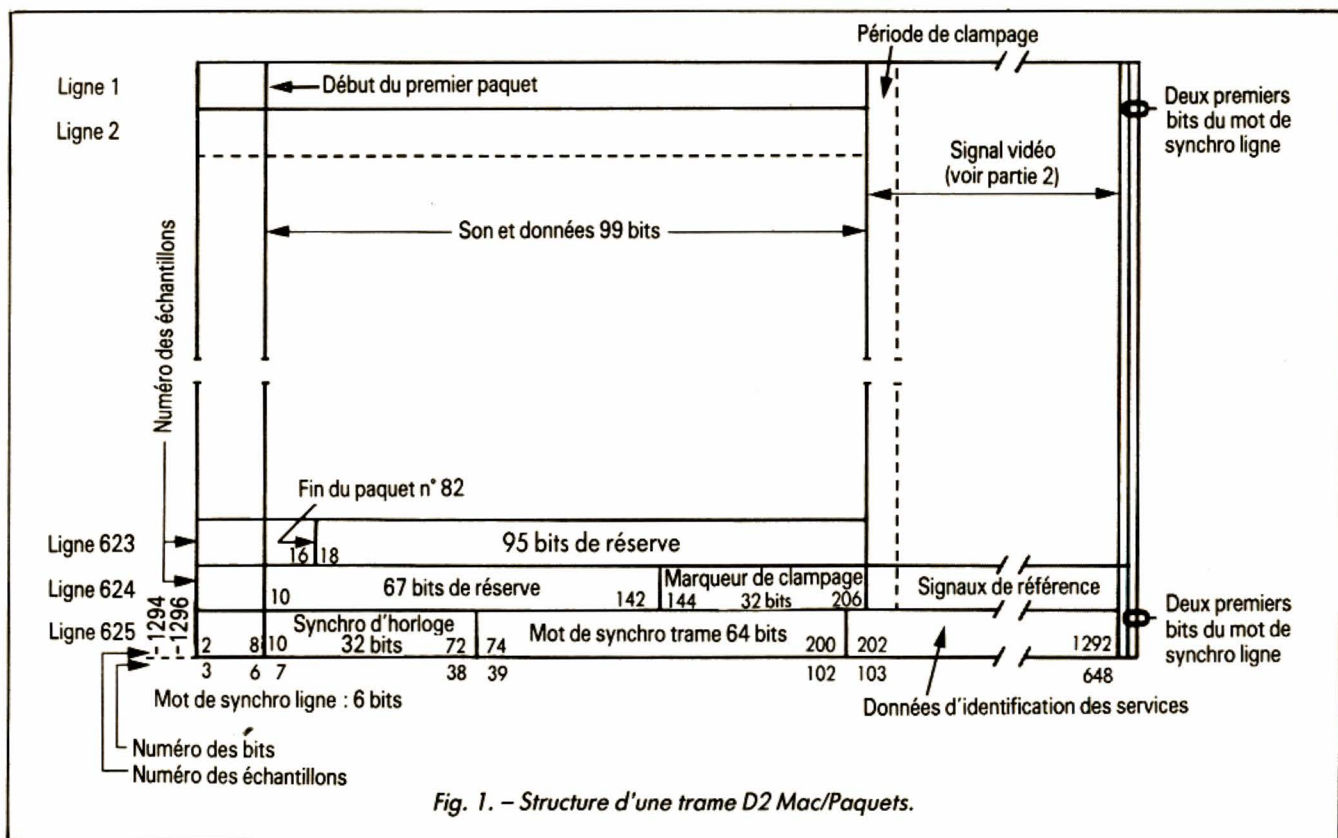 Période de clampage
Ligne 1
Début du premier paquet
Ligne 2
Deux premiers
bits du mot de
synchro ligne
Signal vidéo
(voir partie 2)
Son et données 99 bits
Numéro des échantillons
Fin du paquet n° 82
Ligne 623
16 18
95 bits de réserve
Ligne 624
10
67 bits de réserve
142
Marqueur de clampage
144 32 bits 206
Signaux de référence
Ligne 625
1294
1296
2 8 10
Synchro d'horloge
32 bits
72 74
Mot de synchro trame 64 bits
200 202
1292
Deux premiers
bits du mot de
synchro ligne
3 6 7 38 39 102 103 648
Mot de synchro ligne : 6 bits
Données d'identification des services
Numéro des bits
Numéro des échantillons
Fig. 1. – Structure d'une trame D2 Mac/Paquets.